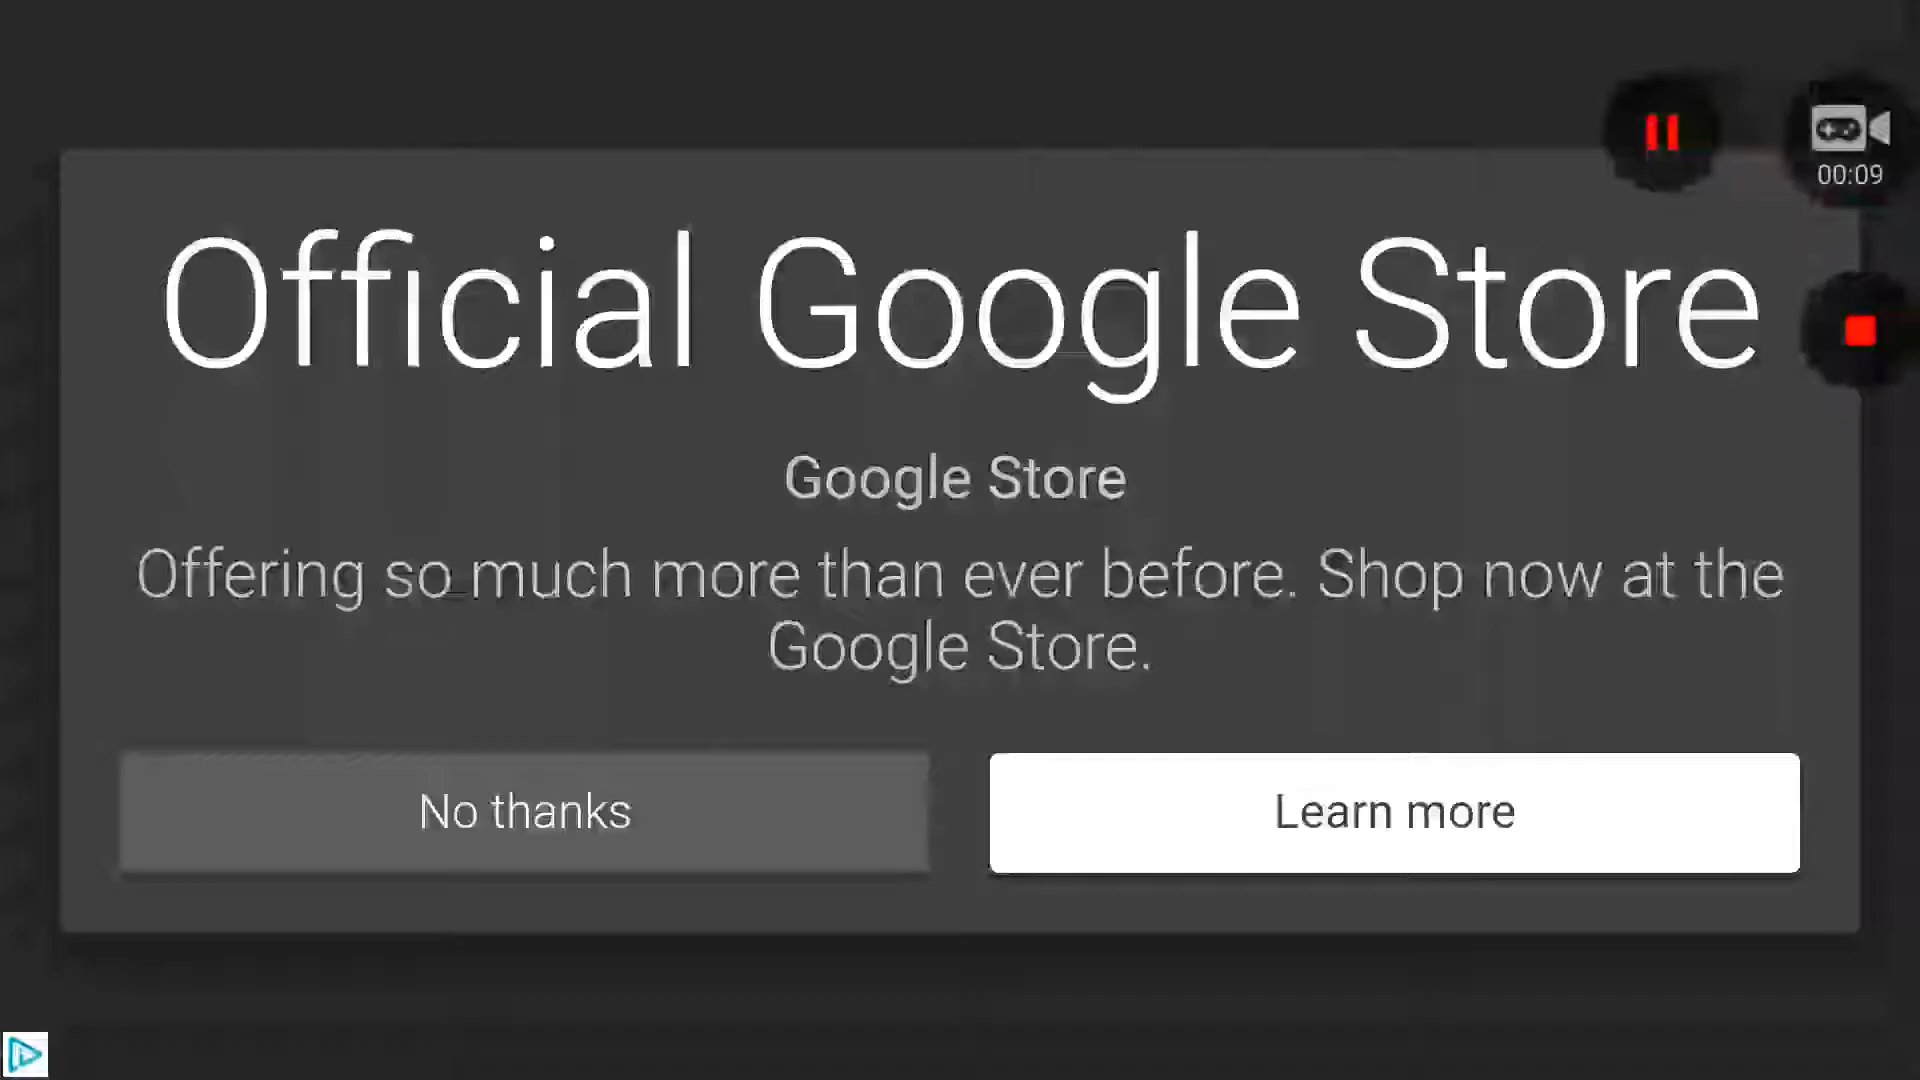 00:09
Official Google Store
Google Store
Offering so much more than ever before. Shop now at the
Google Store.
No thanks
Learn more